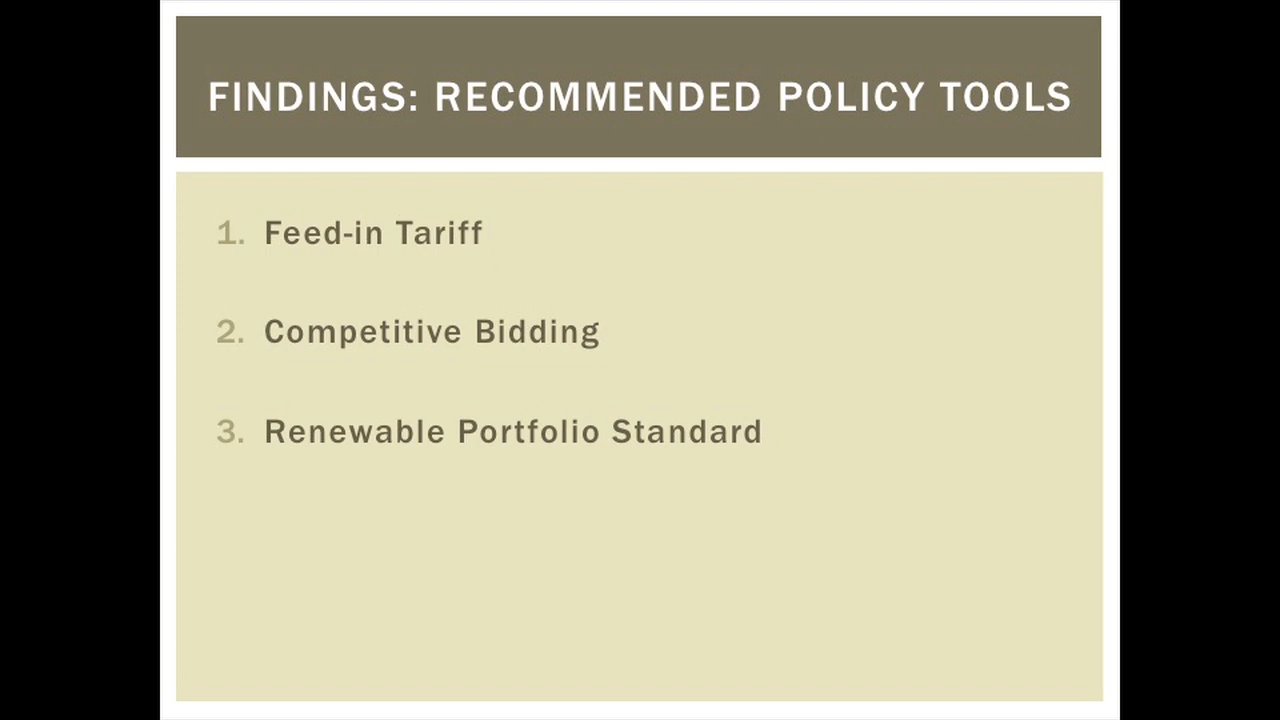 FINDINGS: RECOMMENDED POLICY TOOLS
1. Feed-in Tariff
2. Competitive Bidding
3. Renewable Portfolio Standard